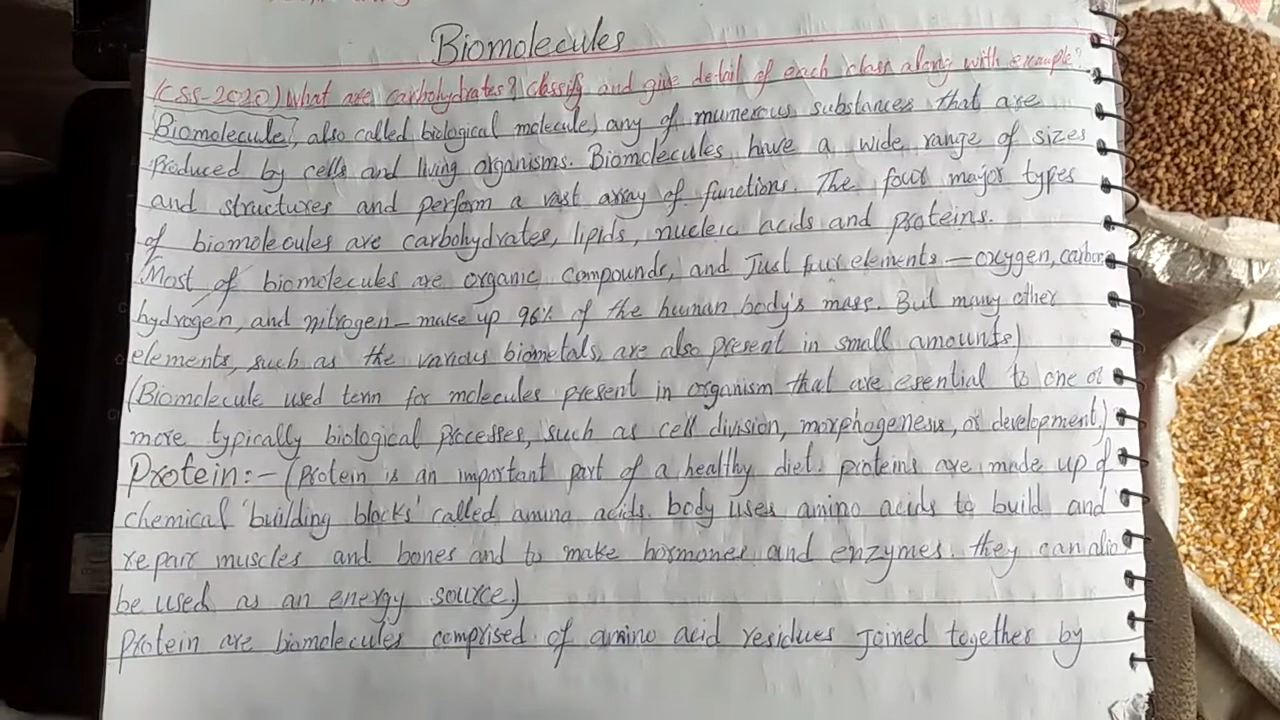 Biomolecules
(CSS-2020) What are carbohydrates? classify and give detail of each class along with example?
Biomolecule, also called biological molecule, any of numerous substances that are
produced by cells and living organisms. Biomolecules have a wide range of sizes
and structures and perform a vast array of functions. The four major types
of biomolecules are carbohydrates, lipids, nucleic acids and proteins.
Most of biomolecules are organic compounds, and Just four elements — oxygen, carbon
hydrogen, and nitrogen — make up 96% of the human body's mass. But many other
elements, such as the various biometals, are also present in small amounts)
(Biomolecule used term for molecules present in organism that are esential to one or
more typically biological processes, such as cell division, morphogenesis, or development.)
Protein:- (Protein is an important part of a healthy diet. proteins are made up of
chemical 'building blocks' called amino acids. body uses amino acids to build and
repair muscles and bones and to make hormones and enzymes. they can also
be used as an energy source.)
Protein are biomolecules comprised of amino acid residues Joined together by